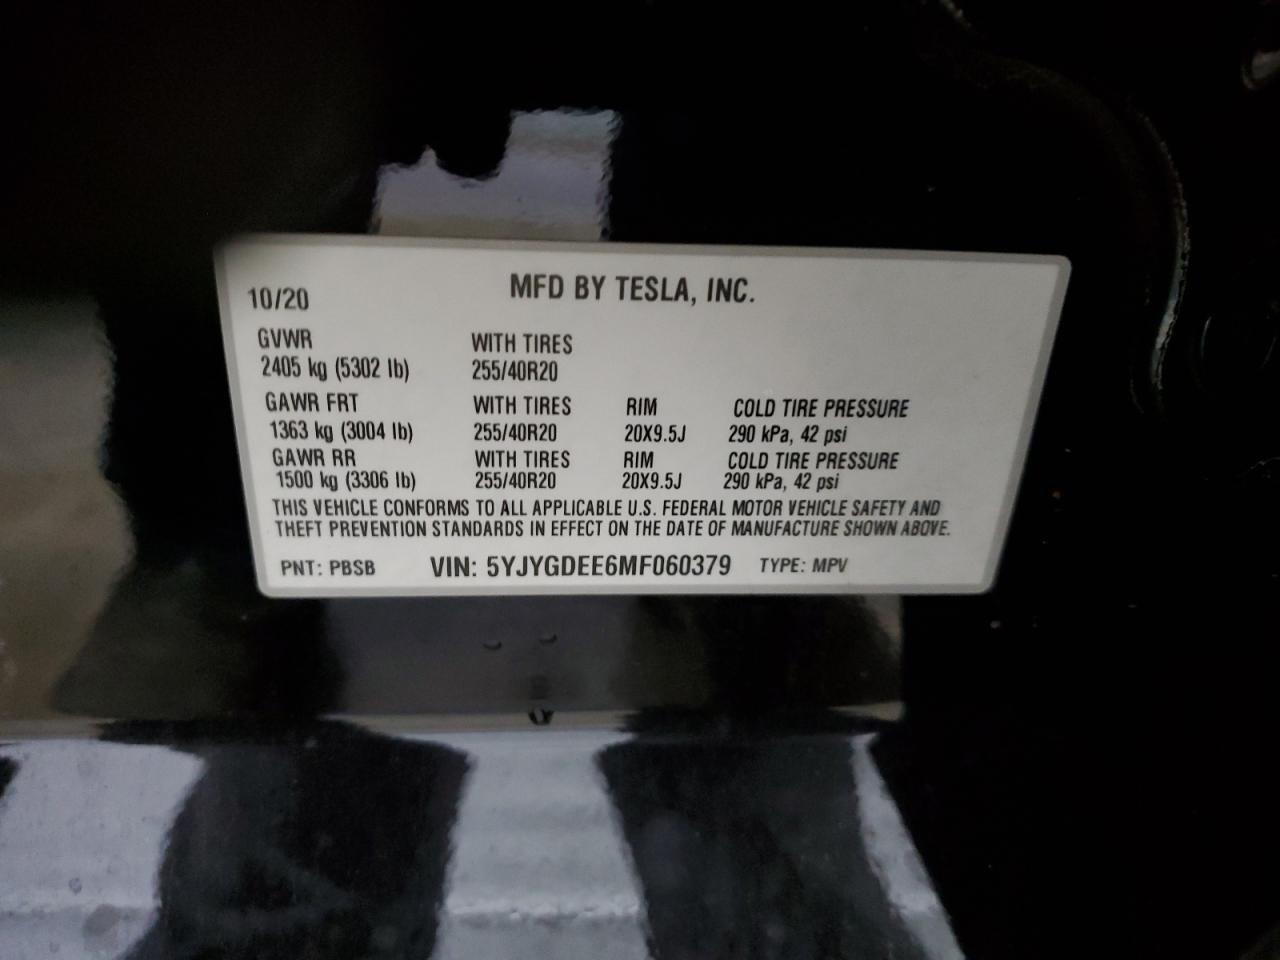 10/20 MFD BY TESLA, INC.
GVWR WITH TIRES
2405 kg (5302 lb) 255/40R20
GAWR FRT WITH TIRES RIM COLD TIRE PRESSURE
1363 kg (3004 lb) 255/40R20 20X9.5J 290 kPa, 42 psi
GAWR RR WITH TIRES RIM COLD TIRE PRESSURE
1500 kg (3306 lb) 255/40R20 20X9.5J 290 kPa, 42 psi
THIS VEHICLE CONFORMS TO ALL APPLICABLE U.S. FEDERAL MOTOR VEHICLE SAFETY AND
THEFT PREVENTION STANDARDS IN EFFECT ON THE DATE OF MANUFACTURE SHOWN ABOVE.
PNT: PBSB VIN: 5YJYGDEE6MF060379 TYPE: MPV